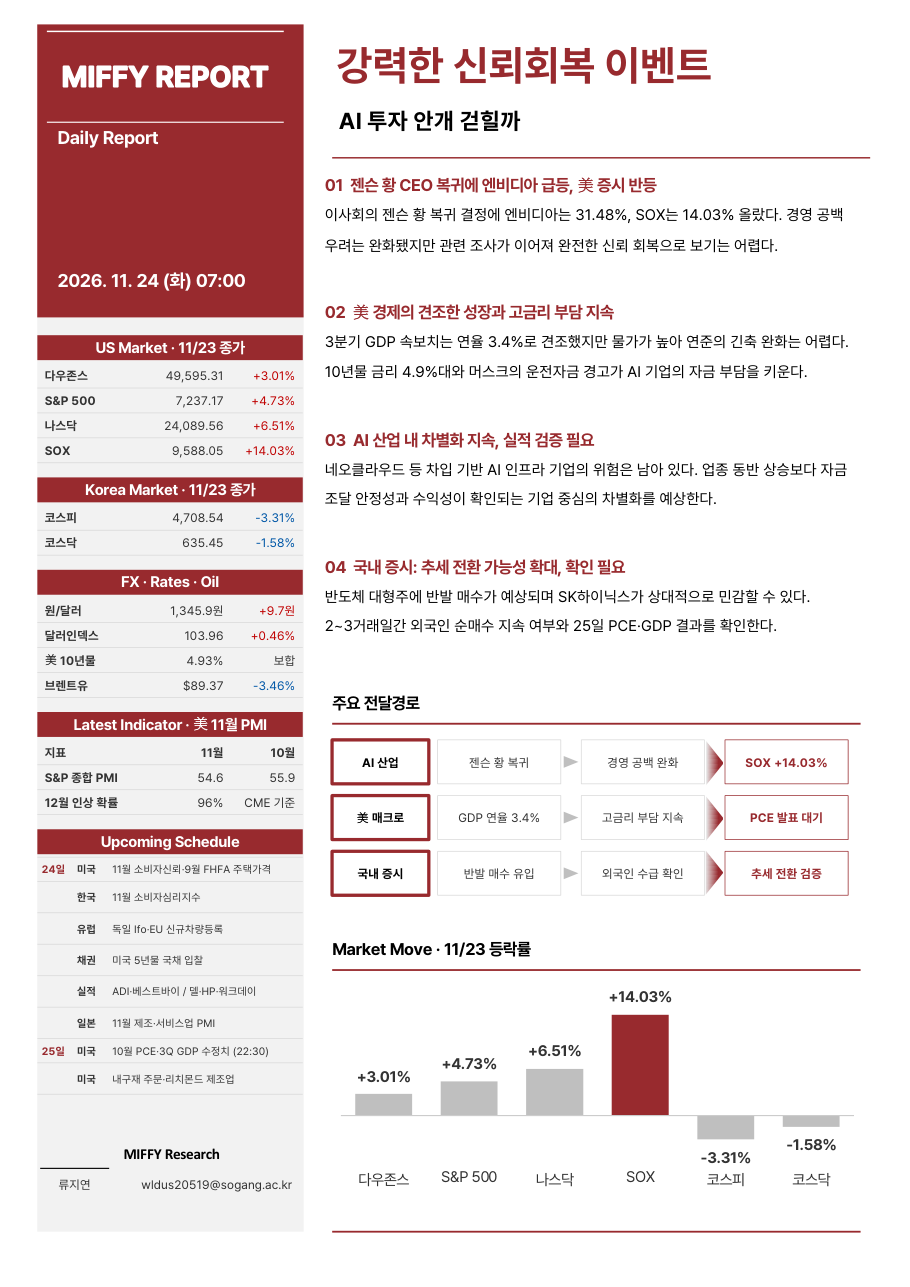 MIFFY REPORT
Daily Report
2026. 11. 24 (화) 07:00
US Market · 11/23 종가
다우존스 49,595.31 +3.01%
S&P 500 7,237.17 +4.73%
나스닥 24,089.56 +6.51%
SOX 9,588.05 +14.03%
Korea Market · 11/23 종가
코스피 4,708.54 -3.31%
코스닥 635.45 -1.58%
FX · Rates · Oil
원/달러 1,345.9원 +9.7원
달러인덱스 103.96 +0.46%
美 10년물 4.93% 보합
브렌트유 $89.37 -3.46%
Latest Indicator · 美 11월 PMI
지표 11월 10월
S&P 종합 PMI 54.6 55.9
12월 인상 확률 96% CME 기준
Upcoming Schedule
24일 미국 11월 소비자신뢰·9월 FHFA 주택가격
한국 11월 소비자심리지수
유럽 독일 Ifo·EU 신규차량등록
채권 미국 5년물 국채 입찰
실적 ADI·베스트바이 / 델·HP·워크데이
일본 11월 제조·서비스업 PMI
25일 미국 10월 PCE·3Q GDP 수정치 (22:30)
미국 내구재 주문·리치몬드 제조업
MIFFY Research
류지연 wldus20519@sogang.ac.kr
강력한 신뢰회복 이벤트
AI 투자 안개 걷힐까
01 젠슨 황 CEO 복귀에 엔비디아 급등, 美 증시 반등
이사회의 젠슨 황 복귀 결정에 엔비디아는 31.48%, SOX는 14.03% 올랐다. 경영 공백
우려는 완화됐지만 관련 조사가 이어져 완전한 신뢰 회복으로 보기는 어렵다.
02 美 경제의 견조한 성장과 고금리 부담 지속
3분기 GDP 속보치는 연율 3.4%로 견조했지만 물가가 높아 연준의 긴축 완화는 어렵다.
10년물 금리 4.9%대와 머스크의 운전자금 경고가 AI 기업의 자금 부담을 키운다.
03 AI 산업 내 차별화 지속, 실적 검증 필요
네오클라우드 등 차입 기반 AI 인프라 기업의 위험은 남아 있다. 업종 동반 상승보다 자금
조달 안정성과 수익성이 확인되는 기업 중심의 차별화를 예상한다.
04 국내 증시: 추세 전환 가능성 확대, 확인 필요
반도체 대형주에 반발 매수가 예상되며 SK하이닉스가 상대적으로 민감할 수 있다.
2~3거래일간 외국인 순매수 지속 여부와 25일 PCE·GDP 결과를 확인한다.
주요 전달경로
AI 산업 젠슨 황 복귀 경영 공백 완화 SOX +14.03%
美 매크로 GDP 연율 3.4% 고금리 부담 지속 PCE 발표 대기
국내 증시 반발 매수 유입 외국인 수급 확인 추세 전환 검증
Market Move · 11/23 등락률
+3.01% +4.73% +6.51% +14.03% -3.31% -1.58%
다우존스 S&P 500 나스닥 SOX 코스피 코스닥